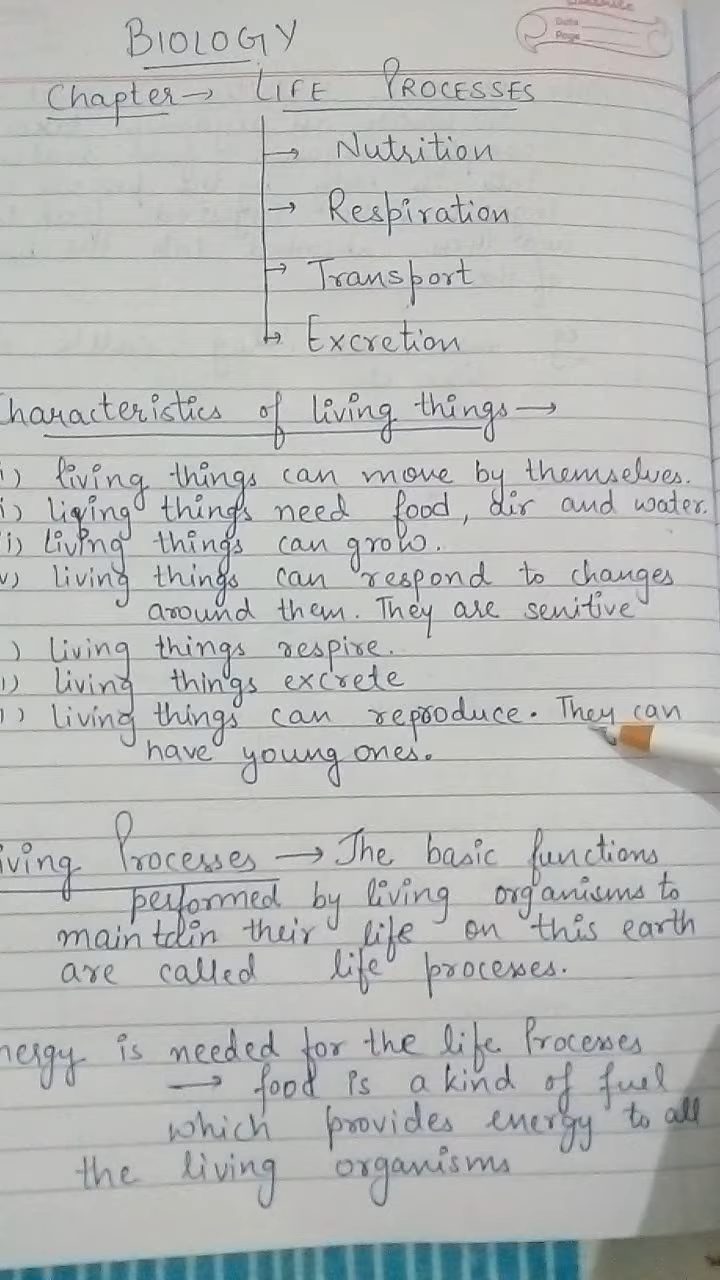 BIOLOGY
Date
Page
Chapter→ LIFE PROCESSES
→ Nutrition
→ Respiration
→ Transport
→ Excretion
haracteristics of living things→
i) living things can move by themselves.
i) living things need food, air and water.
i) living things can grow.
v) living things can respond to changes
around them. They are senitive
) living things respire.
i) living things excrete
i) living things can reproduce. They can
have young ones.
iving Processes → The basic functions
performed by living organisms to
maintain their life on this earth
are called life processes.
nergy is needed for the life Processes
→ food is a kind of fuel
which provides energy to all
the living organisms